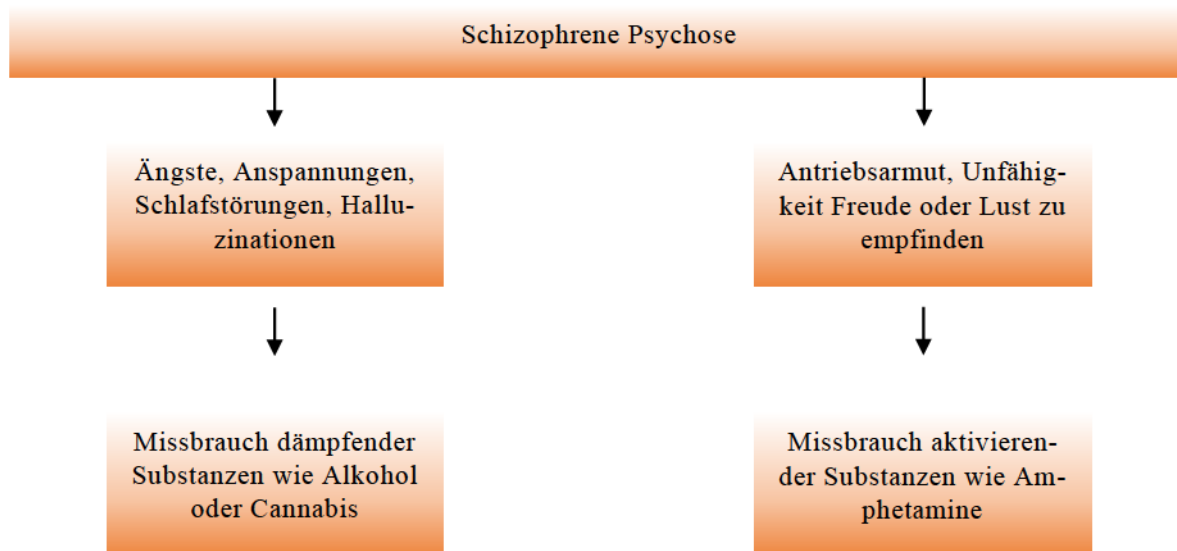 Schizophrene Psychose
Ängste, Anspannungen,
Schlafstörungen, Hallu-
zinationen
Antriebsarmut, Unfähig-
keit Freude oder Lust zu
empfinden
Missbrauch dämpfender
Substanzen wie Alkohol
oder Cannabis
Missbrauch aktivieren-
der Substanzen wie Am-
phetamine